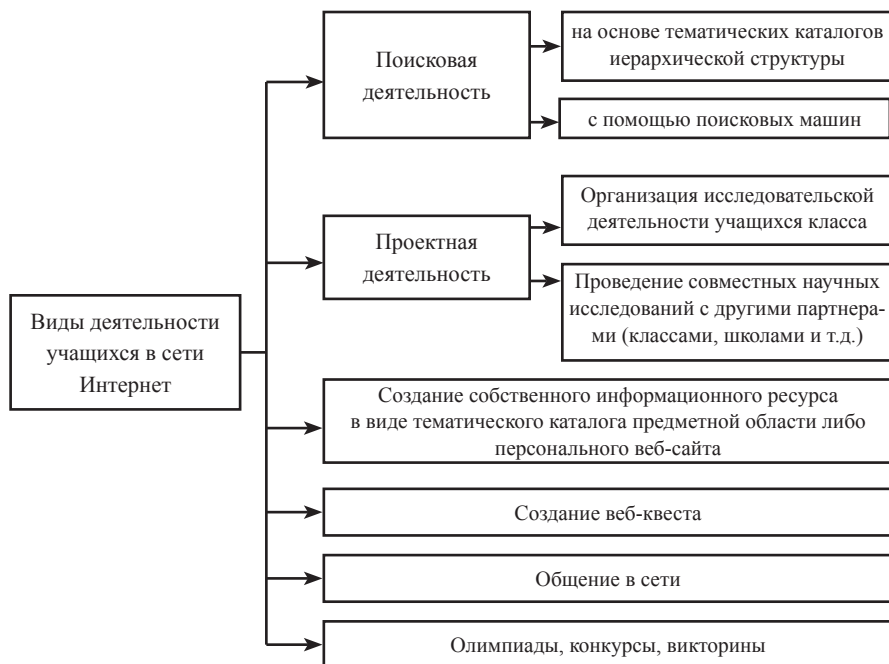 Виды деятельности
учащихся в сети
Интернет
Поисковая
деятельность
на основе тематических каталогов
иерархической структуры
с помощью поисковых машин
Проектная
деятельность
Организация исследовательской
деятельности учащихся класса
Проведение совместных научных
исследований с другими партнера-
ми (классами, школами и т.д.)
Создание собственного информационного ресурса
в виде тематического каталога предметной области либо
персонального веб-сайта
Создание веб-квеста
Общение в сети
Олимпиады, конкурсы, викторины